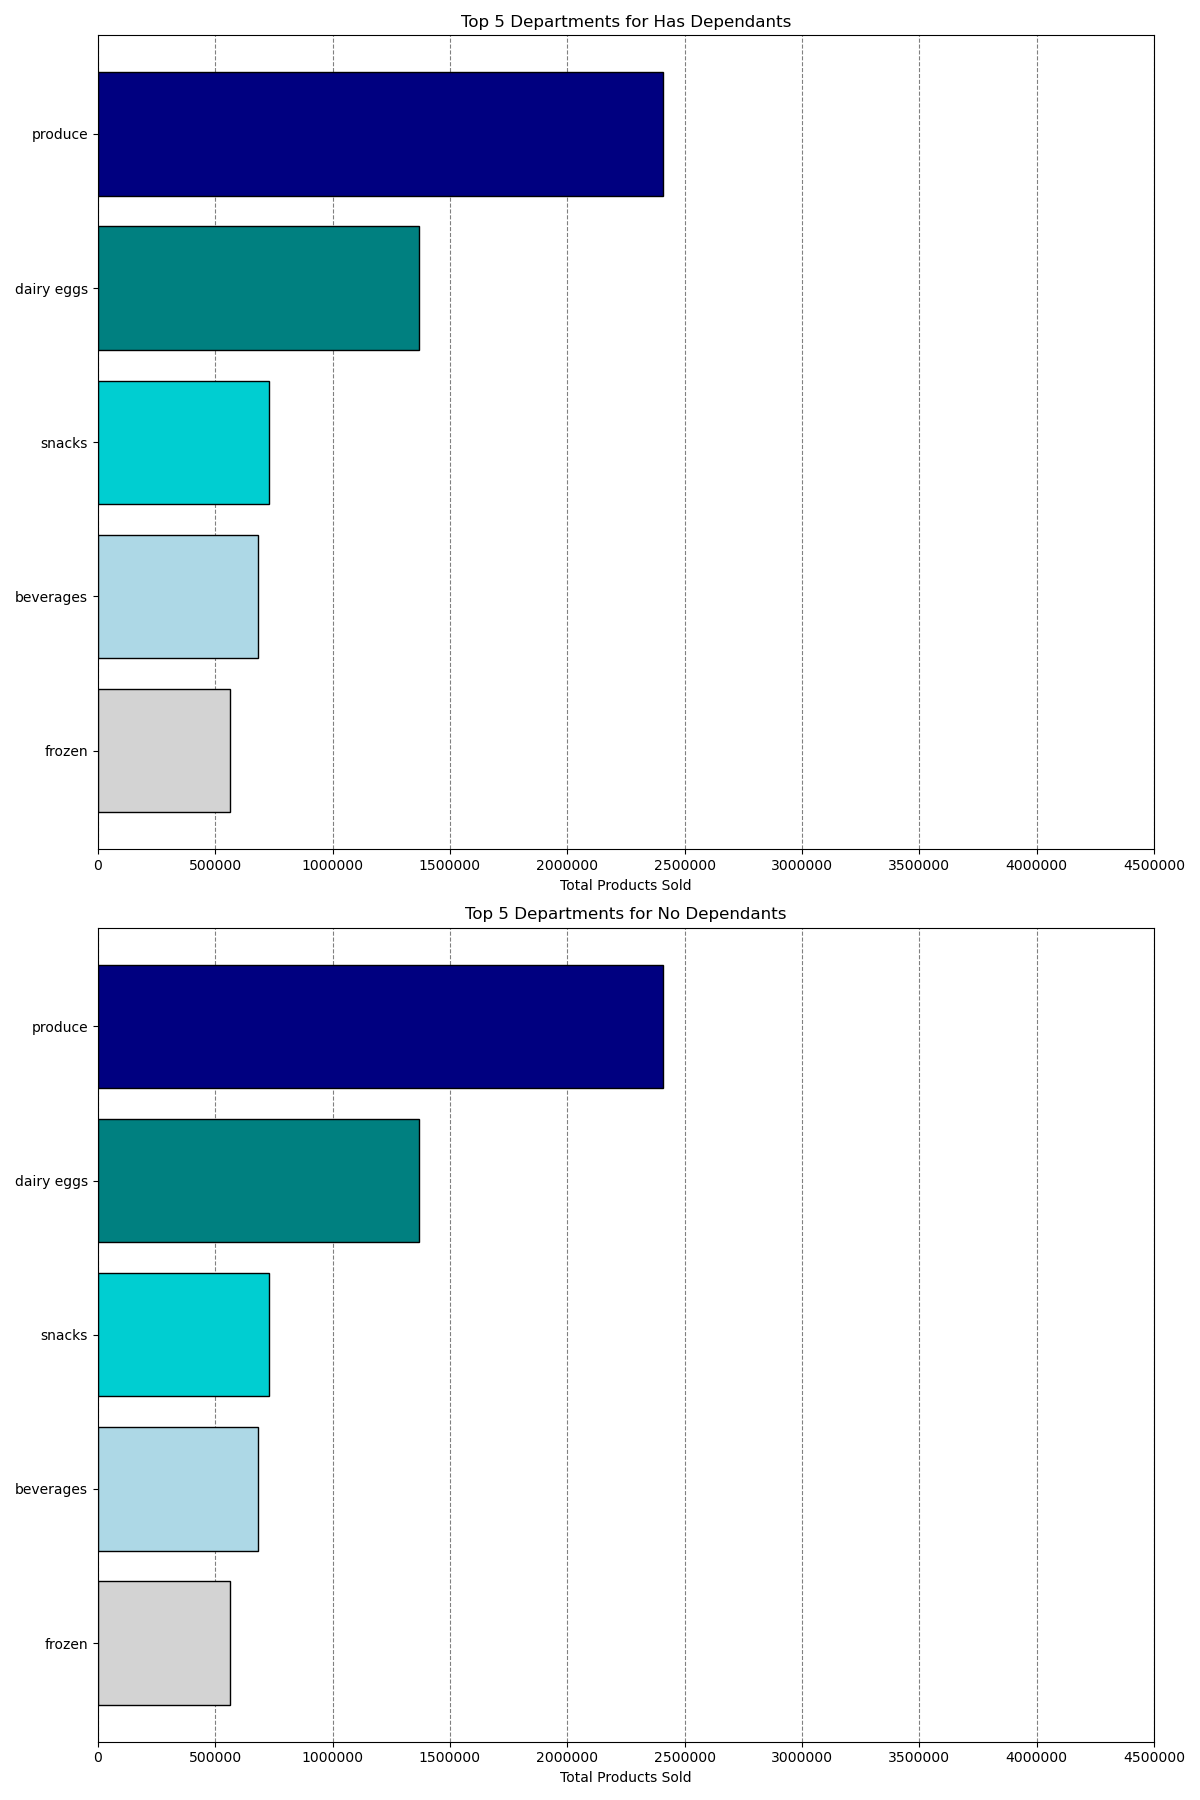 Top 5 Departments for Has Dependants
produce
dairy eggs
snacks
beverages
frozen
0 500000 1000000 1500000 2000000 2500000 3000000 3500000 4000000 4500000
Total Products Sold
Top 5 Departments for No Dependants
produce
dairy eggs
snacks
beverages
frozen
0 500000 1000000 1500000 2000000 2500000 3000000 3500000 4000000 4500000
Total Products Sold